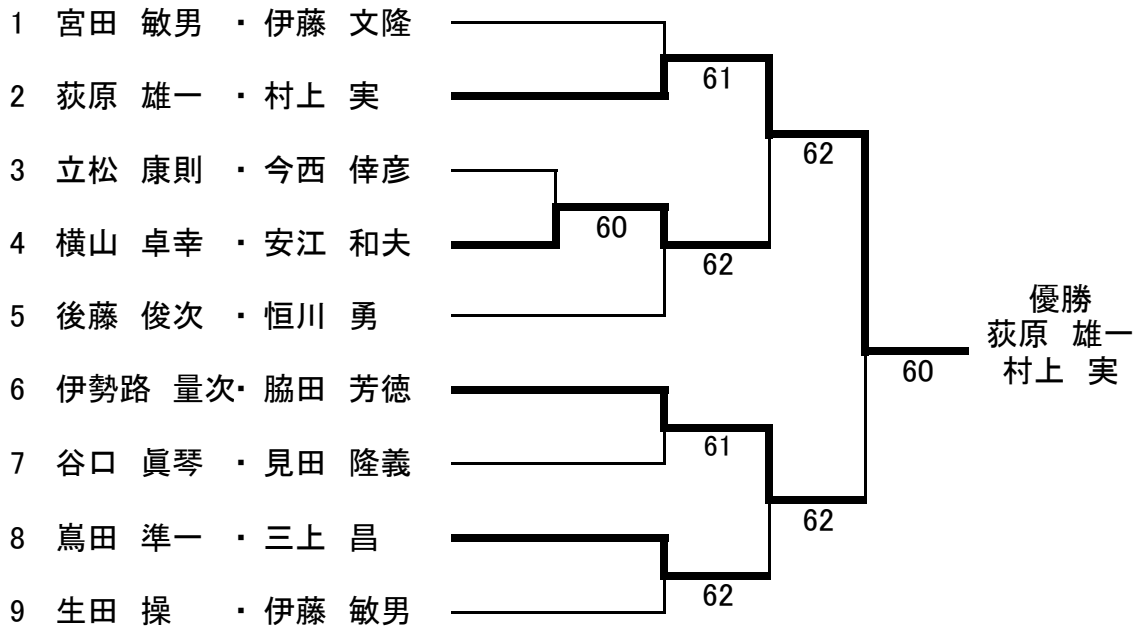 1 宮田 敏男 ・ 伊藤 文隆
61
2 荻原 雄一 ・ 村上 実
62
3 立松 康則 ・ 今西 倖彦
60
4 横山 卓幸 ・ 安江 和夫
62
5 後藤 俊次 ・ 恒川 勇
優勝
荻原 雄一
村上 実
60
6 伊勢路 量次・ 脇田 芳徳
61
7 谷口 眞琴 ・ 見田 隆義
62
8 嶌田 準一 ・ 三上 昌
62
9 生田 操 ・ 伊藤 敏男